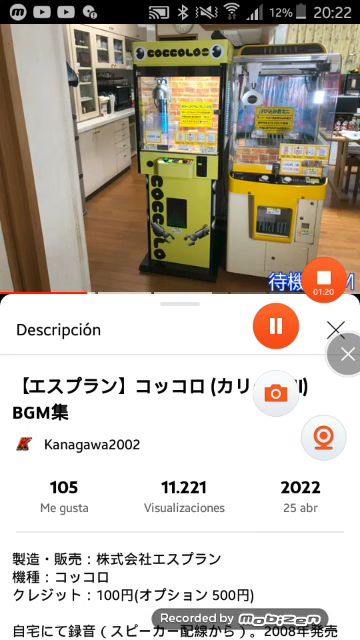 12% 20:22
COCCOLO
COCCOLO
待機
01:20
Descripción
【エスプラン】コッコロ (カリ
BGM集
Kanagawa2002
105 11.221 2022
Me gusta Visualizaciones 25 abr
製造・販売：株式会社エスプラン
機種：コッコロ
クレジット：100円(オプション 500円)
自宅にて録音（スピーカー配線から）。2008年発売
Recorded by Mobizen